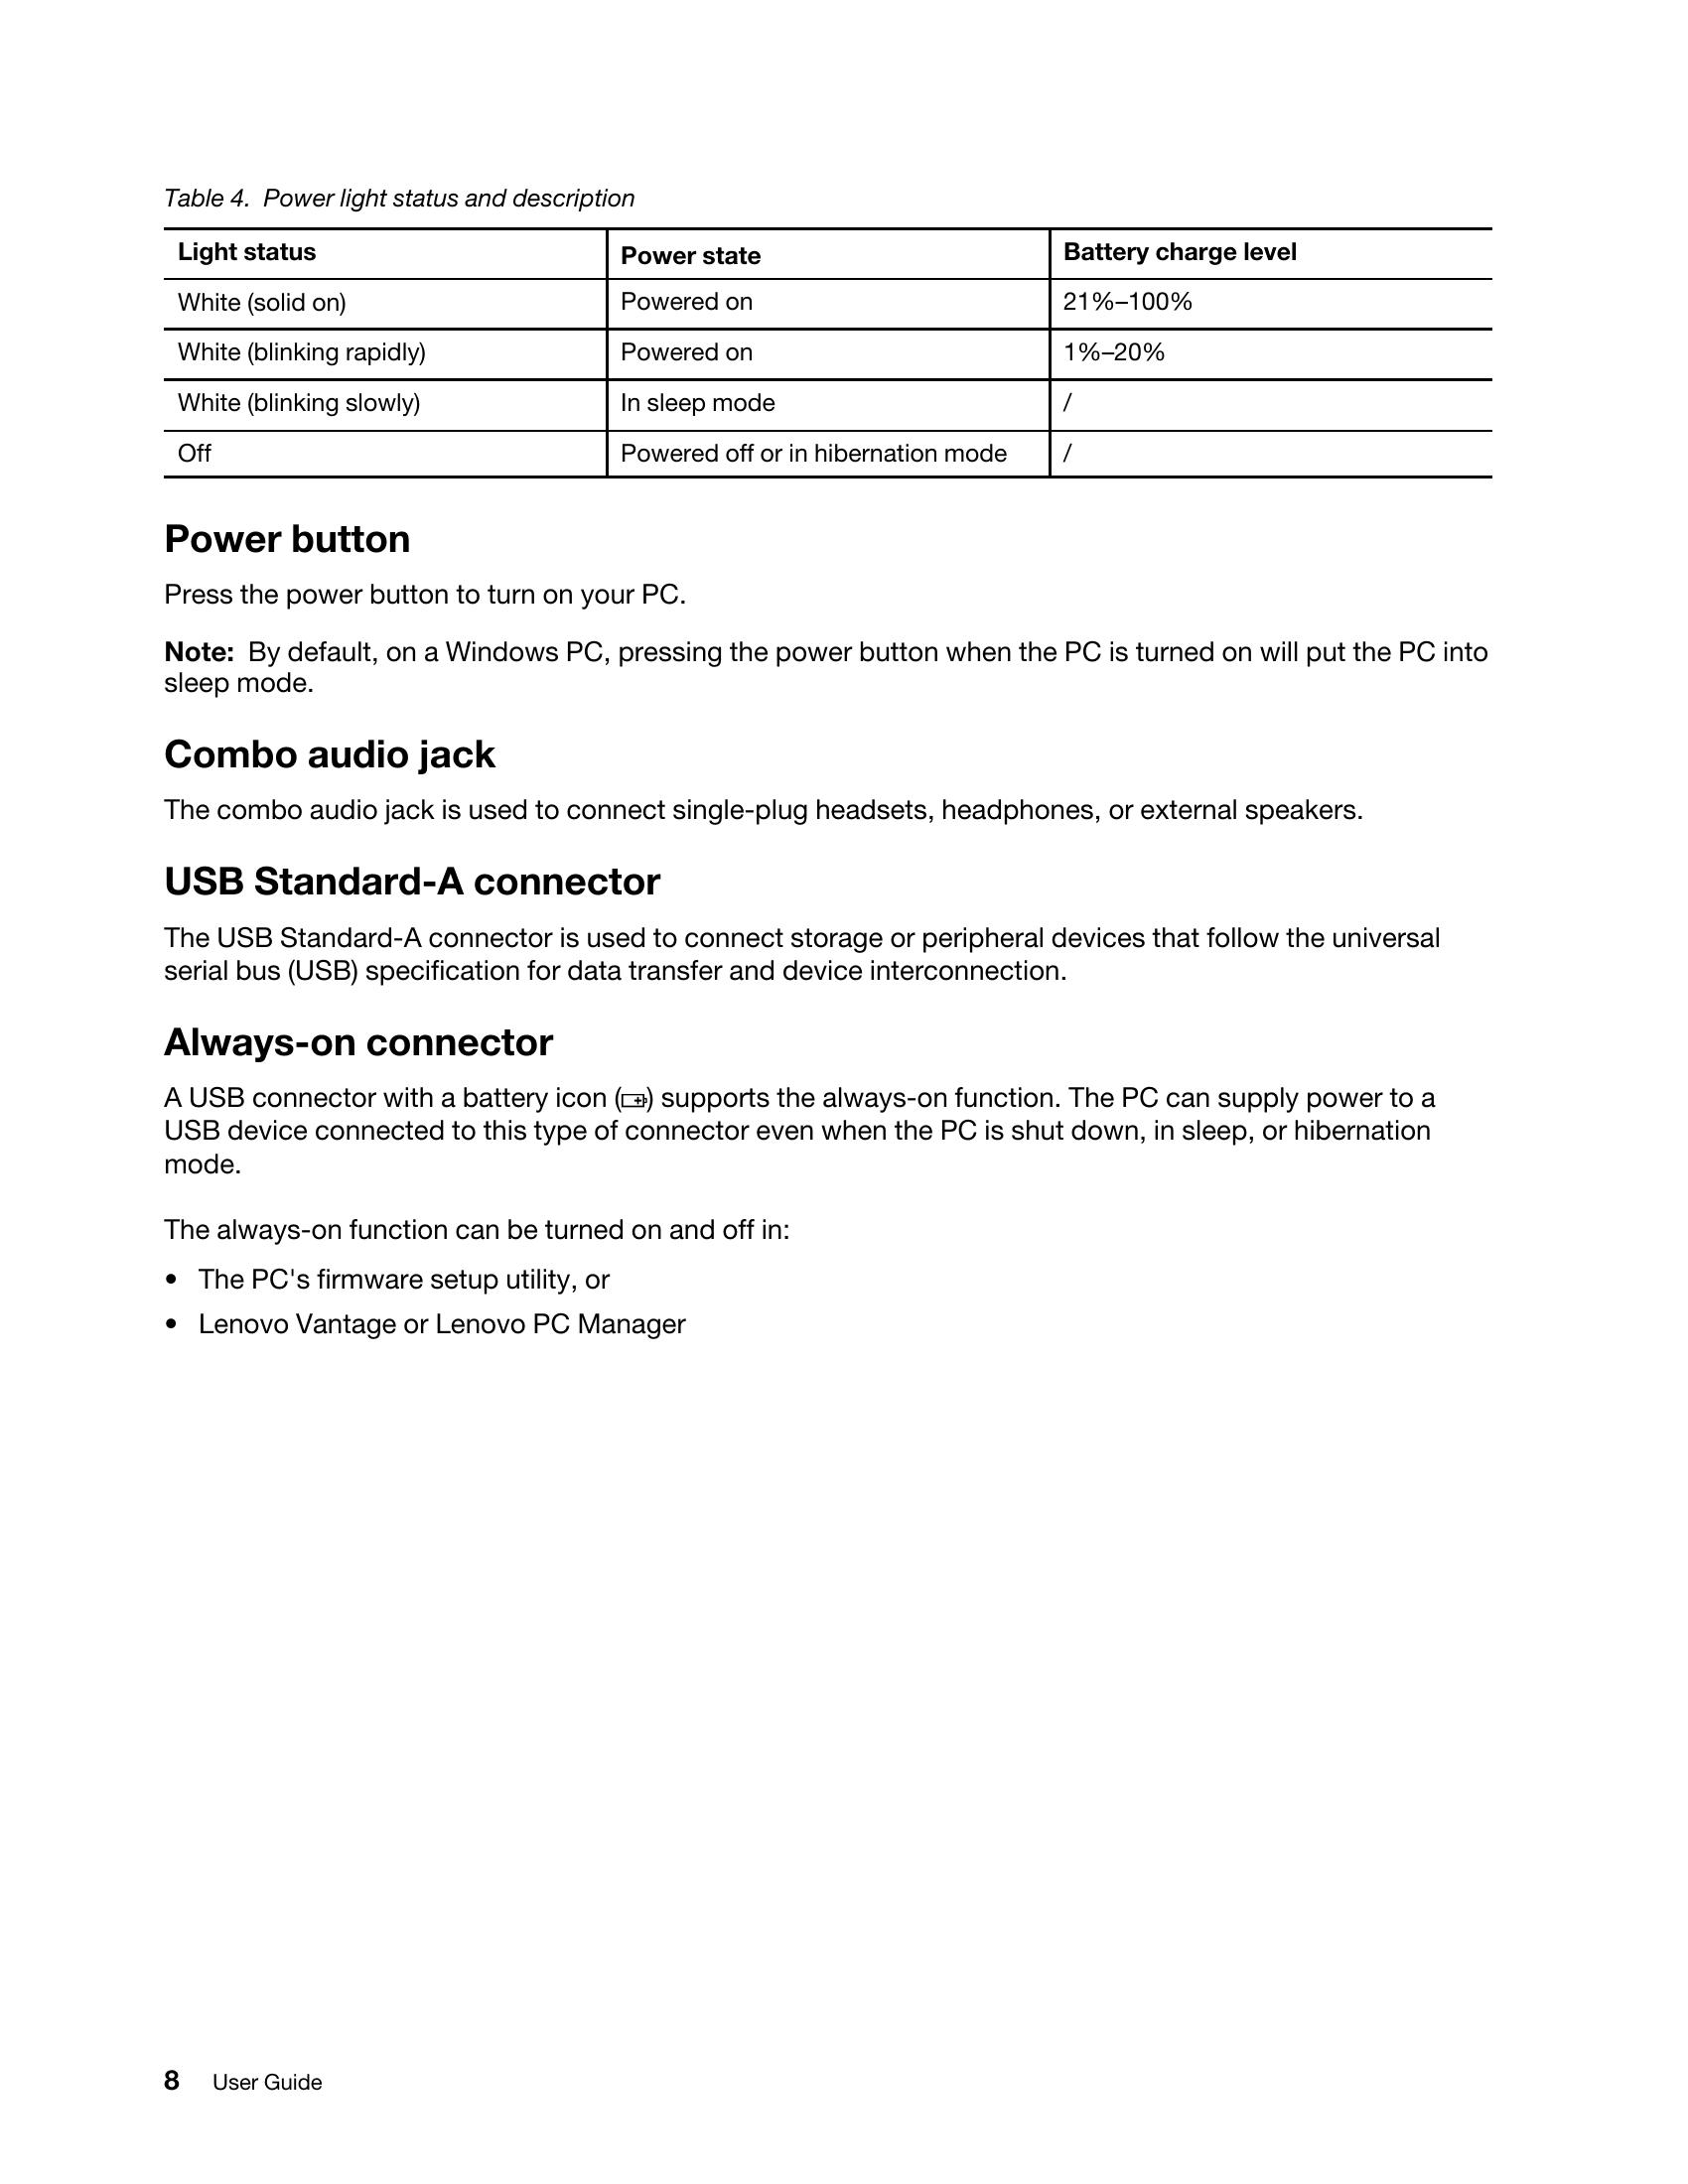 Table 4. Power light status and description
Light status Power state Battery charge level
White (solid on) Powered on 21%–100%
White (blinking rapidly) Powered on 1%–20%
White (blinking slowly) In sleep mode /
Off Powered off or in hibernation mode /
Power button
Press the power button to turn on your PC.
Note: By default, on a Windows PC, pressing the power button when the PC is turned on will put the PC into
sleep mode.
Combo audio jack
The combo audio jack is used to connect single-plug headsets, headphones, or external speakers.
USB Standard-A connector
The USB Standard-A connector is used to connect storage or peripheral devices that follow the universal
serial bus (USB) specification for data transfer and device interconnection.
Always-on connector
A USB connector with a battery icon () supports the always-on function. The PC can supply power to a
USB device connected to this type of connector even when the PC is shut down, in sleep, or hibernation
mode.
The always-on function can be turned on and off in:
• The PC's firmware setup utility, or
• Lenovo Vantage or Lenovo PC Manager
8 User Guide